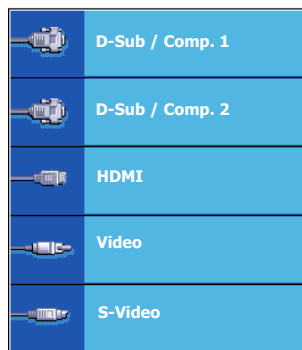 D-Sub / Comp. 1
D-Sub / Comp. 2
HDMI
Video
S-Video